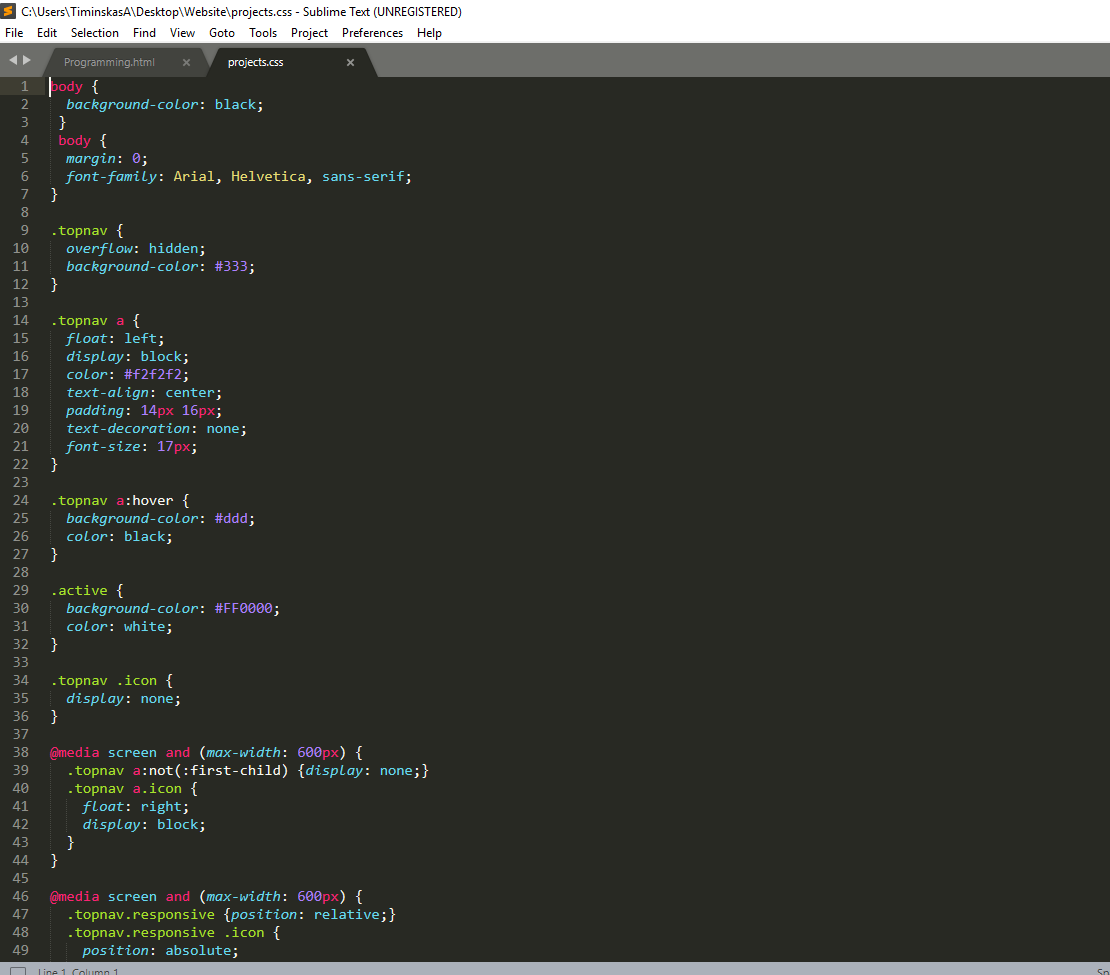 C:\Users\TiminskasA\Desktop\Website\projects.css - Sublime Text (UNREGISTERED)
File Edit Selection Find View Goto Tools Project Preferences Help
Programming.html × projects.css ×
1 body {
2   background-color: black;
3  }
4  body {
5   margin: 0;
6   font-family: Arial, Helvetica, sans-serif;
7 }
8
9 .topnav {
10   overflow: hidden;
11   background-color: #333;
12 }
13
14 .topnav a {
15   float: left;
16   display: block;
17   color: #f2f2f2;
18   text-align: center;
19   padding: 14px 16px;
20   text-decoration: none;
21   font-size: 17px;
22 }
23
24 .topnav a:hover {
25   background-color: #ddd;
26   color: black;
27 }
28
29 .active {
30   background-color: #FF0000;
31   color: white;
32 }
33
34 .topnav .icon {
35   display: none;
36 }
37
38 @media screen and (max-width: 600px) {
39   .topnav a:not(:first-child) {display: none;}
40   .topnav a.icon {
41     float: right;
42     display: block;
43   }
44 }
45
46 @media screen and (max-width: 600px) {
47   .topnav.responsive {position: relative;}
48   .topnav.responsive .icon {
49     position: absolute;
Line 1, Column 1